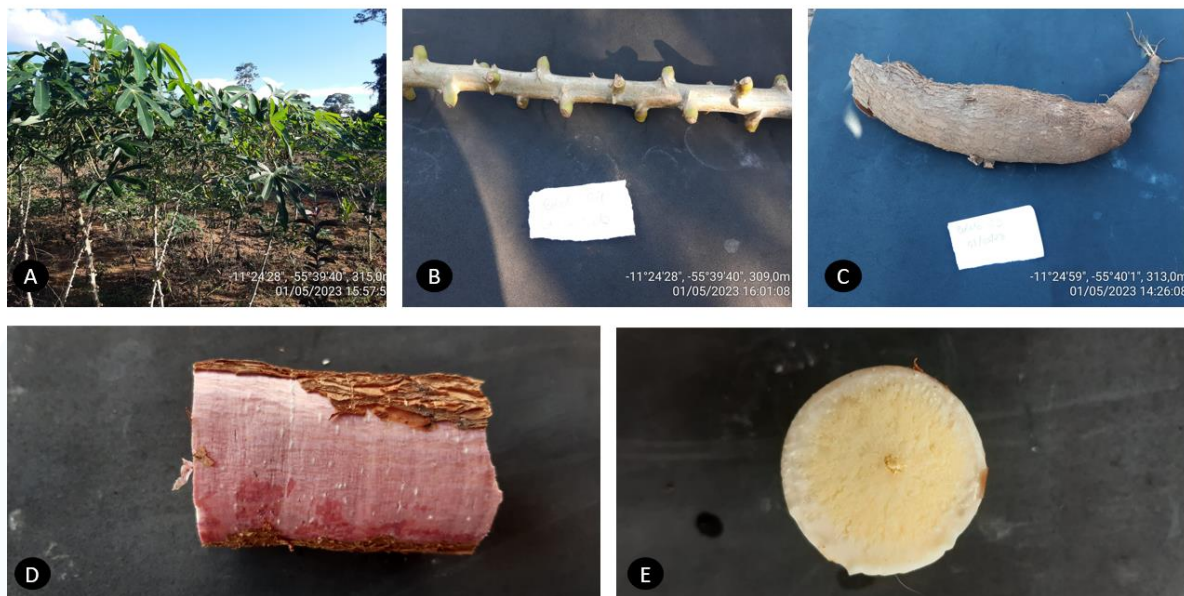 A
-11°24'28", -55°39'40", 315,0m
01/05/2023 15:57:5
B
-11°24'28", -55°39'40", 309,0m
01/05/2023 16:01:08
C
-11°24'59", -55°40'1", 313,0m
01/05/2023 14:26:08
D
E